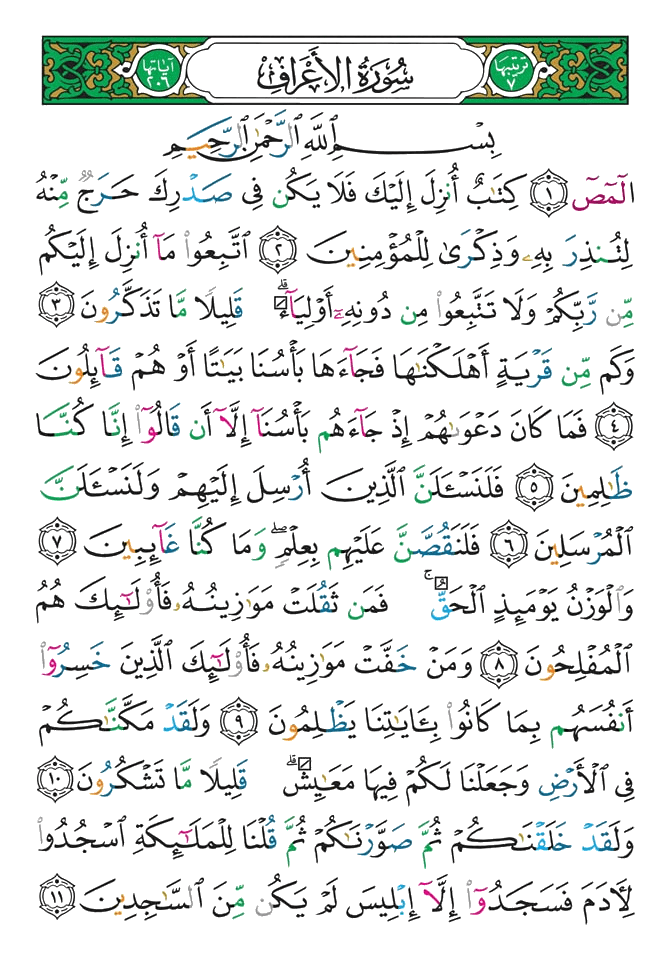 ترتيبها ٧ سُورَةُ الأَعْرَافِ آياتها ٢٠٦
بِسْمِ ٱللَّهِ ٱلرَّحْمَٰنِ ٱلرَّحِيمِ
الٓمٓصٓ ١ كِتَٰبٌ أُنزِلَ إِلَيْكَ فَلَا يَكُن فِى صَدْرِكَ حَرَجٌ مِّنْهُ
لِتُنذِرَ بِهِۦ وَذِكْرَىٰ لِلْمُؤْمِنِينَ ٢ ٱتَّبِعُوا۟ مَآ أُنزِلَ إِلَيْكُم
مِّن رَّبِّكُمْ وَلَا تَتَّبِعُوا۟ مِن دُونِهِۦٓ أَوْلِيَآءَ ۗ قَلِيلًا مَّا تَذَكَّرُونَ ٣
وَكَم مِّن قَرْيَةٍ أَهْلَكْنَٰهَا فَجَآءَهَا بَأْسُنَا بَيَٰتًا أَوْ هُمْ قَآئِلُونَ
٤ فَمَا كَانَ دَعْوَىٰهُمْ إِذْ جَآءَهُم بَأْسُنَآ إِلَّآ أَن قَالُوٓا۟ إِنَّا كُنَّا
ظَٰلِمِينَ ٥ فَلَنَسْـَٔلَنَّ ٱلَّذِينَ أُرْسِلَ إِلَيْهِمْ وَلَنَسْـَٔلَنَّ
ٱلْمُرْسَلِينَ ٦ فَلَنَقُصَّنَّ عَلَيْهِم بِعِلْمٍ ۖ وَمَا كُنَّا غَآئِبِينَ ٧
وَٱلْوَزْنُ يَوْمَئِذٍ ٱلْحَقُّ ۚ فَمَن ثَقُلَتْ مَوَٰزِينُهُۥ فَأُو۟لَٰٓئِكَ هُمُ
ٱلْمُفْلِحُونَ ٨ وَمَنْ خَفَّتْ مَوَٰزِينُهُۥ فَأُو۟لَٰٓئِكَ ٱلَّذِينَ خَسِرُوٓا۟
أَنفُسَهُم بِمَا كَانُوا۟ بِـَٔايَٰتِنَا يَظْلِمُونَ ٩ وَلَقَدْ مَكَّنَّٰكُمْ
فِى ٱلْأَرْضِ وَجَعَلْنَا لَكُمْ فِيهَا مَعَٰيِشَ ۗ قَلِيلًا مَّا تَشْكُرُونَ ١٠
وَلَقَدْ خَلَقْنَٰكُمْ ثُمَّ صَوَّرْنَٰكُمْ ثُمَّ قُلْنَا لِلْمَلَٰٓئِكَةِ ٱسْجُدُوا۟
لِءَادَمَ فَسَجَدُوٓا۟ إِلَّآ إِبْلِيسَ لَمْ يَكُن مِّنَ ٱلسَّٰجِدِينَ ١١